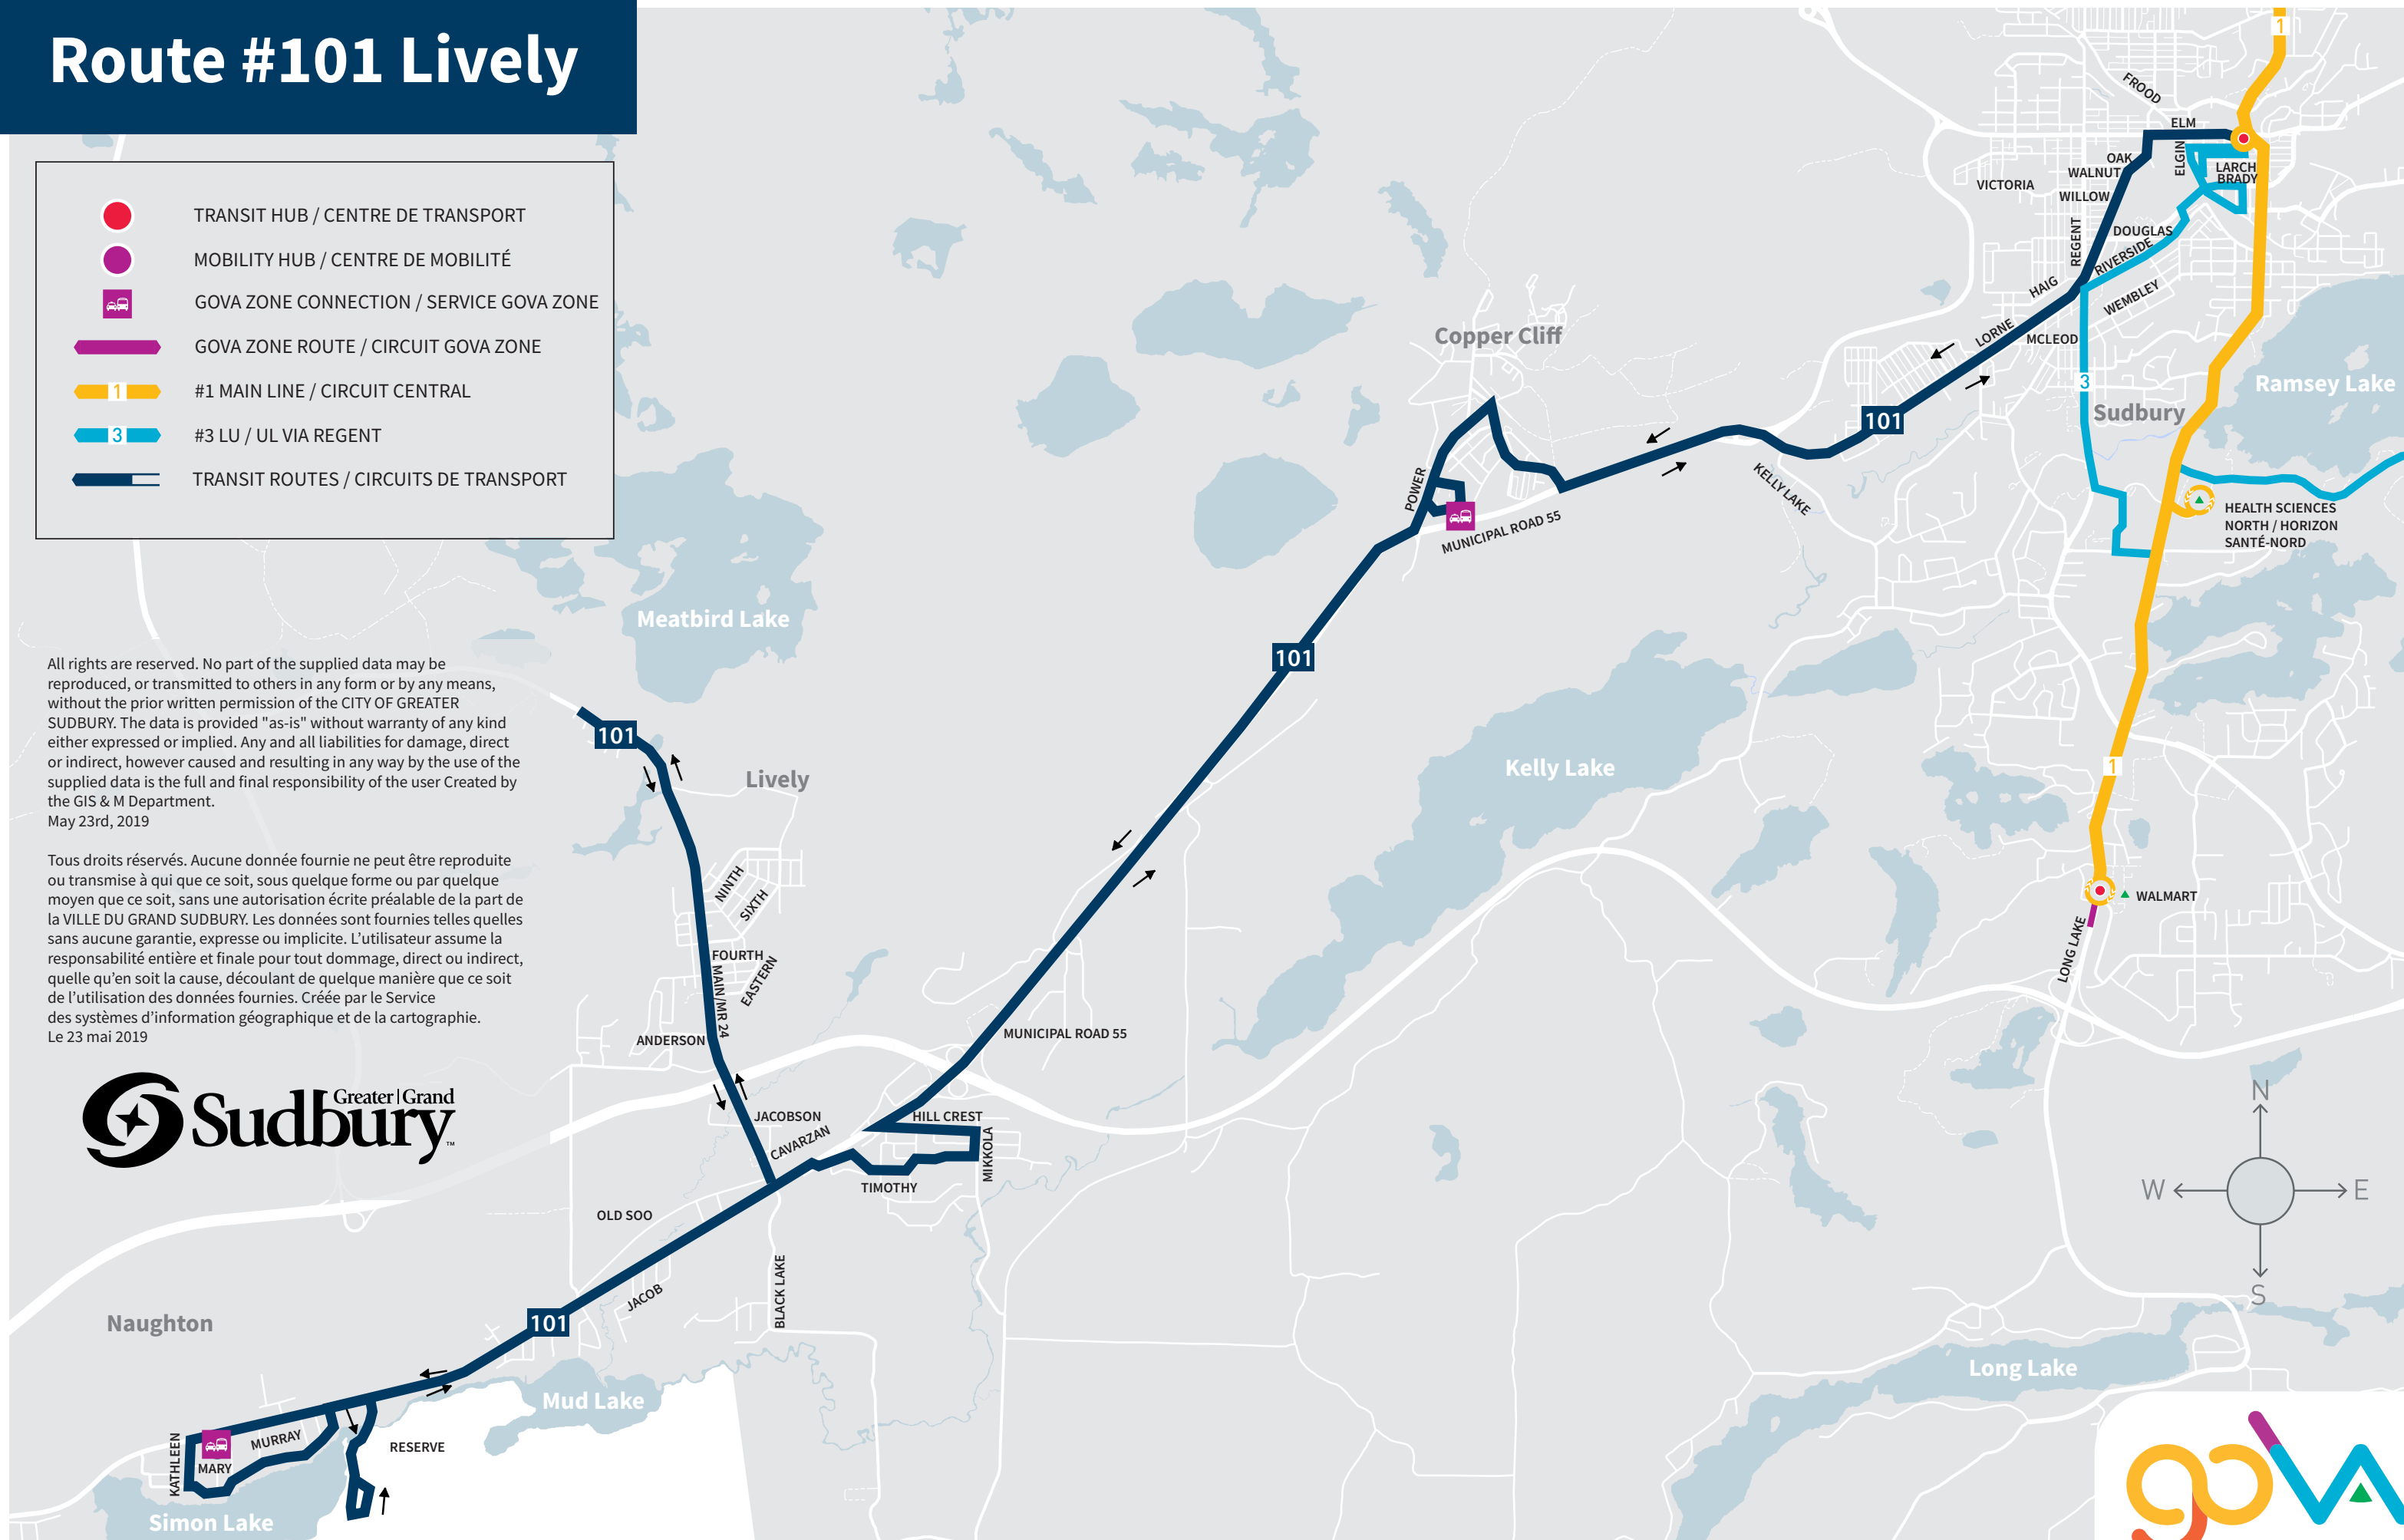 Route #101 Lively
TRANSIT HUB / CENTRE DE TRANSPORT
MOBILITY HUB / CENTRE DE MOBILITÉ
GOVA ZONE CONNECTION / SERVICE GOVA ZONE
GOVA ZONE ROUTE / CIRCUIT GOVA ZONE
1 #1 MAIN LINE / CIRCUIT CENTRAL
3 #3 LU / UL VIA REGENT
TRANSIT ROUTES / CIRCUITS DE TRANSPORT
All rights are reserved. No part of the supplied data may be
reproduced, or transmitted to others in any form or by any means,
without the prior written permission of the CITY OF GREATER
SUDBURY. The data is provided "as-is" without warranty of any kind
either expressed or implied. Any and all liabilities for damage, direct
or indirect, however caused and resulting in any way by the use of the
supplied data is the full and final responsibility of the user Created by
the GIS & M Department.
May 23rd, 2019
Tous droits réservés. Aucune donnée fournie ne peut être reproduite
ou transmise à qui que ce soit, sous quelque forme ou par quelque
moyen que ce soit, sans une autorisation écrite préalable de la part de
la VILLE DU GRAND SUDBURY. Les données sont fournies telles quelles
sans aucune garantie, expresse ou implicite. L’utilisateur assume la
responsabilité entière et finale pour tout dommage, direct ou indirect,
quelle qu’en soit la cause, découlant de quelque manière que ce soit
de l’utilisation des données fournies. Créée par le Service
des systèmes d’information géographique et de la cartographie.
Le 23 mai 2019
Greater|Grand
Sudbury™
1
FROOD
ELM
ELGIN
OAK
WALNUT
LARCH
BRADY
VICTORIA
WILLOW
REGENT
DOUGLAS
RIVERSIDE
HAIG
WEMBLEY
LORNE
MCLEOD
3
Ramsey Lake
Sudbury
101
Copper Cliff
POWER
KELLY LAKE
MUNICIPAL ROAD 55
HEALTH SCIENCES
NORTH / HORIZON
SANTÉ-NORD
Meatbird Lake
101
101
Lively
Kelly Lake
1
NINTH
SIXTH
WALMART
LONG LAKE
FOURTH
MAIN/MR 24
EASTERN
ANDERSON
MUNICIPAL ROAD 55
JACOBSON
CAVARZAN
HILL CREST
MIKKOLA
TIMOTHY
OLD SOO
BLACK LAKE
JACOB
N
W
E
S
Naughton
101
Long Lake
Mud Lake
KATHLEEN
MURRAY
MARY
RESERVE
Simon Lake
gova